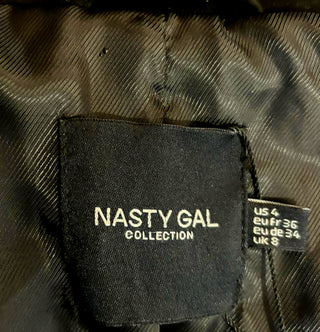 NASTY GAL
COLLECTION
us 4
eu fr 36
eu de 34
uk 8